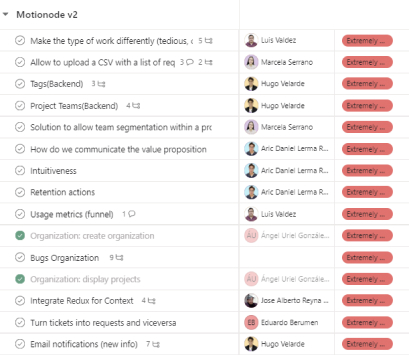 Motionode v2
Make the type of work differently (tedious, c 5 Luis Valdez Extremely ...
Allow to upload a CSV with a list of req 3 2 Marcela Serrano Extremely ...
Tags(Backend) 3 Hugo Velarde Extremely ...
Project Teams(Backend) 4 Hugo Velarde Extremely ...
Solution to allow team segmentation within a prc Marcela Serrano Extremely ...
How do we communicate the value proposition Aric Daniel Lerma R... Extremely ...
Intuitiveness Aric Daniel Lerma R... Extremely ...
Retention actions Aric Daniel Lerma R... Extremely ...
Usage metrics (funnel) 1 Luis Valdez Extremely ...
Organization: create organization AU Ángel Uriel Gonzále... Extremely ...
Bugs Organization 9 Extremely ...
Organization: display projects AU Ángel Uriel Gonzále... Extremely ...
Integrate Redux for Context 4 Jose Alberto Reyna ... Extremely ...
Turn tickets into requests and viceversa EB Eduardo Berumen Extremely ...
Email notifications (new info) 7 Hugo Velarde Extremely ...